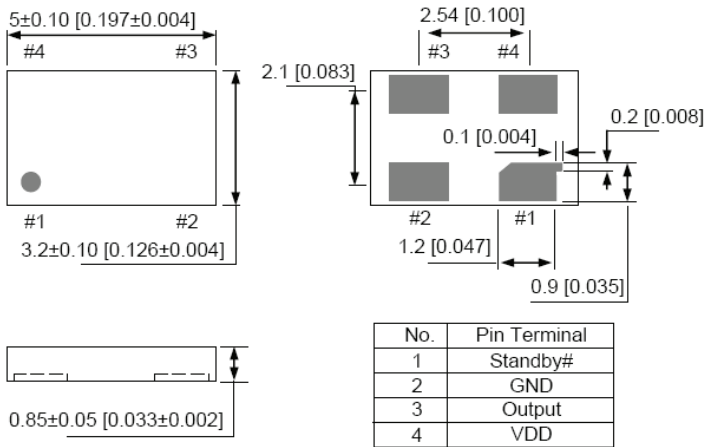 5±0.10 [0.197±0.004]
#4 #3
#1 #2
3.2±0.10 [0.126±0.004]
2.54 [0.100]
#3 #4
2.1 [0.083]
0.2 [0.008]
0.1 [0.004]
#2 #1
1.2 [0.047]
0.9 [0.035]
0.85±0.05 [0.033±0.002]
No. Pin Terminal
1 Standby#
2 GND
3 Output
4 VDD